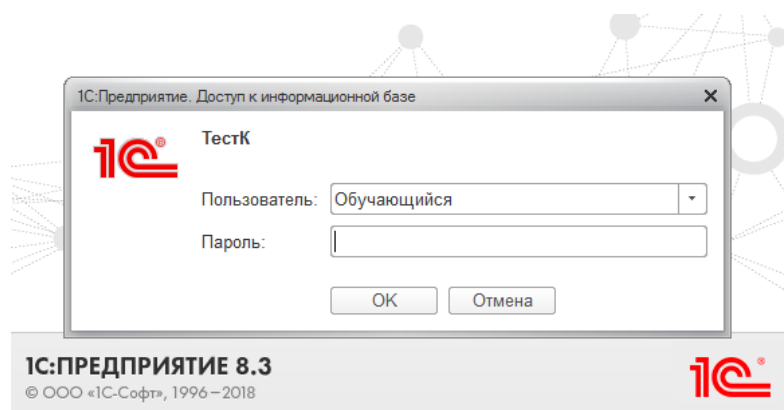 1С:Предприятие. Доступ к информационной базе
1С®
ТестК
Пользователь: Обучающийся
Пароль:
OK Отмена
1С:ПРЕДПРИЯТИЕ 8.3
© ООО «1С-Софт», 1996–2018
1С®